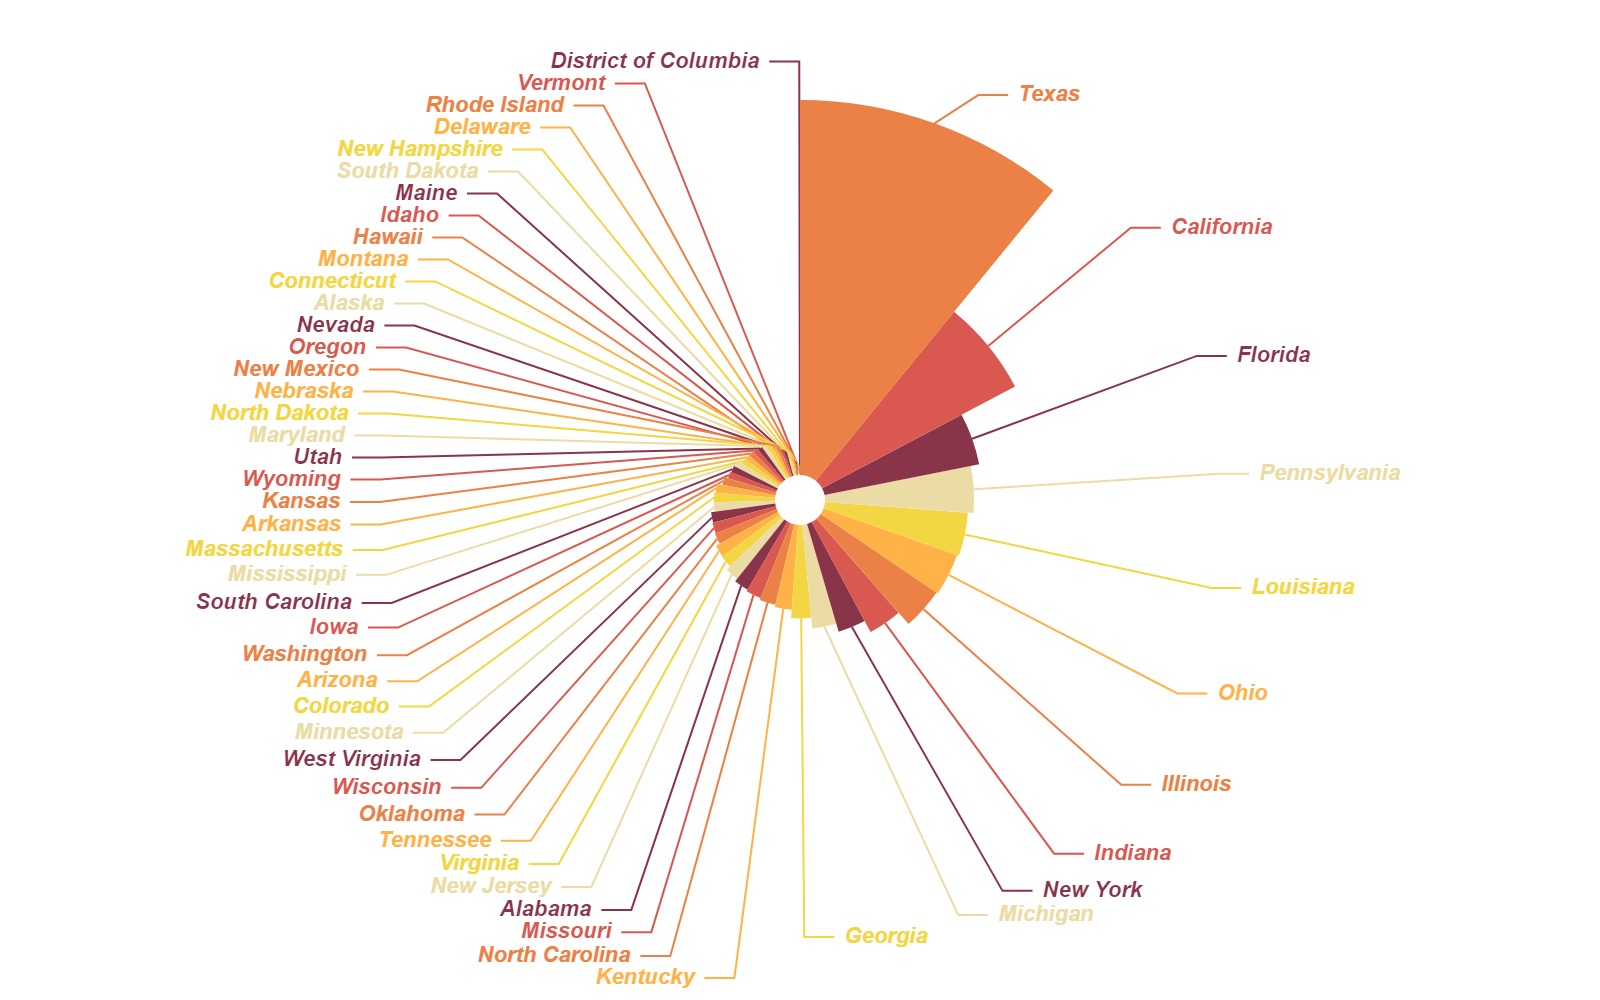 District of Columbia
Vermont
Rhode Island
Delaware
New Hampshire
South Dakota
Maine
Idaho
Hawaii
Montana
Connecticut
Alaska
Nevada
Oregon
New Mexico
Nebraska
North Dakota
Maryland
Utah
Wyoming
Kansas
Arkansas
Massachusetts
Mississippi
South Carolina
Iowa
Washington
Arizona
Colorado
Minnesota
West Virginia
Wisconsin
Oklahoma
Tennessee
Virginia
New Jersey
Alabama
Missouri
North Carolina
Kentucky
Texas
California
Florida
Pennsylvania
Louisiana
Ohio
Illinois
Indiana
New York
Michigan
Georgia